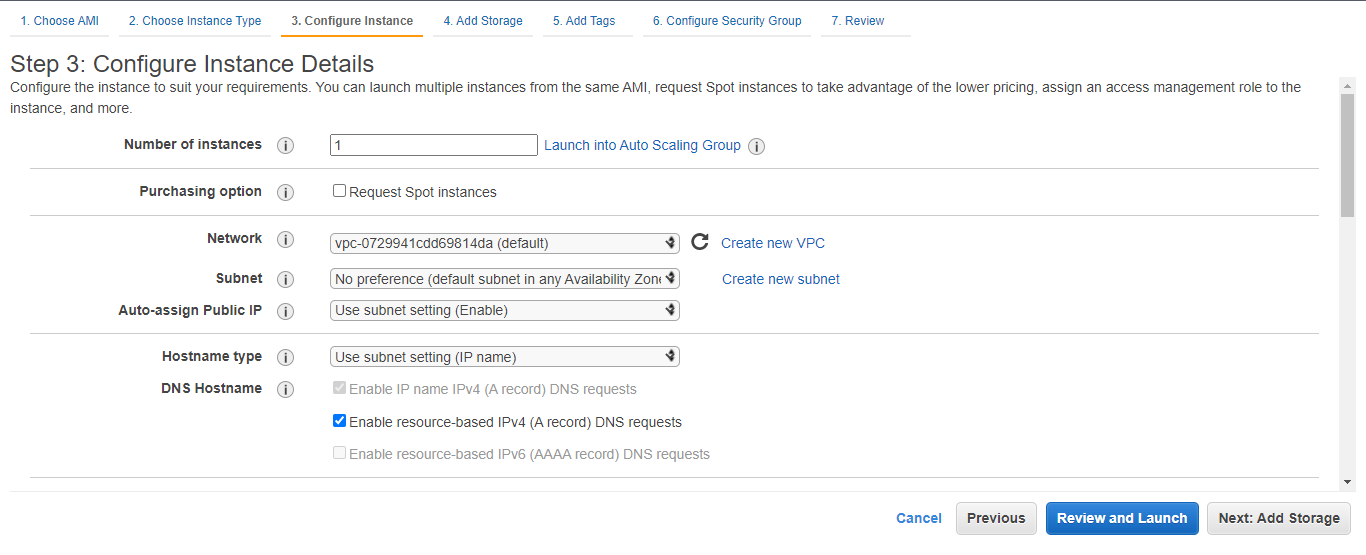 1. Choose AMI 2. Choose Instance Type 3. Configure Instance 4. Add Storage 5. Add Tags 6. Configure Security Group 7. Review
Step 3: Configure Instance Details
Configure the instance to suit your requirements. You can launch multiple instances from the same AMI, request Spot instances to take advantage of the lower pricing, assign an access management role to the
instance, and more.
Number of instances i 1 Launch into Auto Scaling Group i
Purchasing option i Request Spot instances
Network i vpc-0729941cdd69814da (default) Create new VPC
Subnet i No preference (default subnet in any Availability Zone Create new subnet
Auto-assign Public IP i Use subnet setting (Enable)
Hostname type i Use subnet setting (IP name)
DNS Hostname i Enable IP name IPv4 (A record) DNS requests
Enable resource-based IPv4 (A record) DNS requests
Enable resource-based IPv6 (AAAA record) DNS requests
Cancel Previous Review and Launch Next: Add Storage